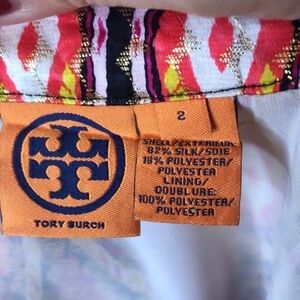 2
SHELL/EXTERIEUR:
82% SILK/SOIE
18% POLYESTER/
POLYESTER
LINING/
DOUBLURE:
100% POLYESTER/
POLYESTER
TORY BURCH